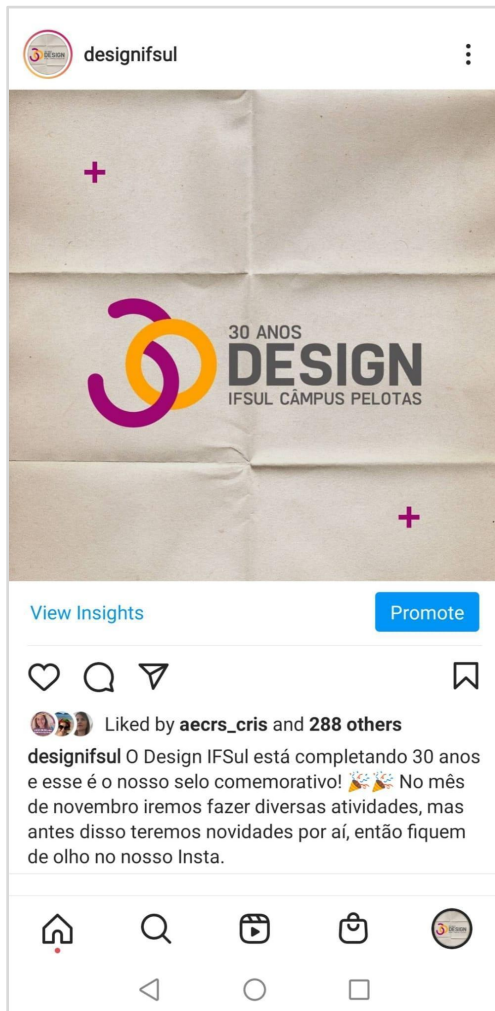 designifsul
30 ANOS
DESIGN
IFSUL CÂMPUS PELOTAS
View Insights
Promote
Liked by aecrs_cris and 288 others
designifsul O Design IFSul está completando 30 anos
e esse é o nosso selo comemorativo! 🎉🎉 No mês
de novembro iremos fazer diversas atividades, mas
antes disso teremos novidades por aí, então fiquem
de olho no nosso Insta.